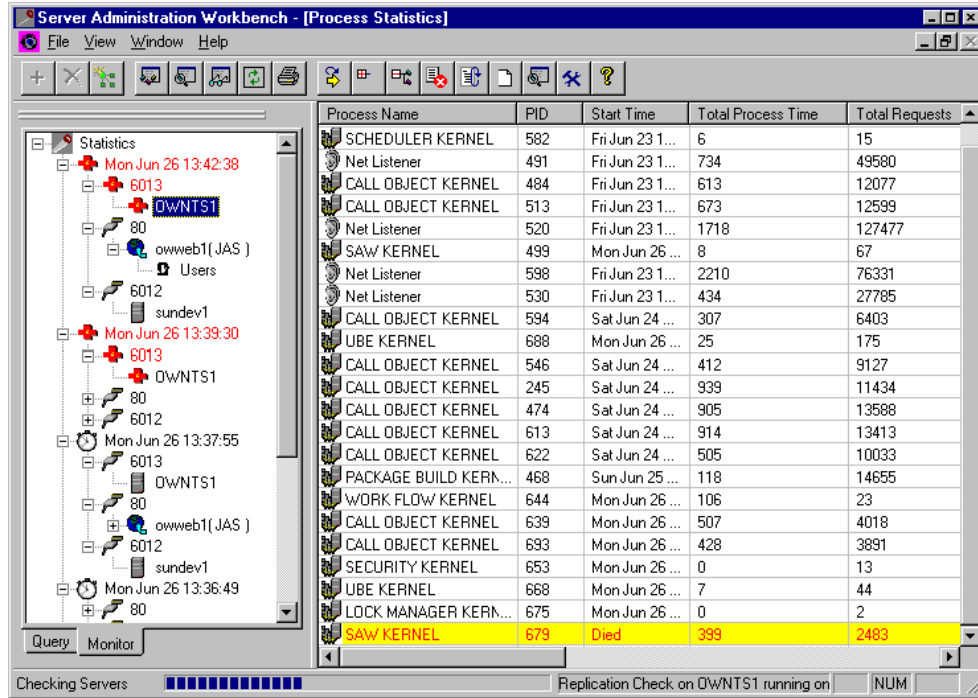 Server Administration Workbench - [Process Statistics]
File View Window Help
Statistics
Mon Jun 26 13:42:38
6013
OWNTS1
80
owweb1( JAS )
Users
6012
sundev1
Mon Jun 26 13:39:30
6013
OWNTS1
80
6012
Mon Jun 26 13:37:55
6013
OWNTS1
80
owweb1( JAS )
6012
sundev1
Mon Jun 26 13:36:49
80
Query Monitor
Process Name PID Start Time Total Process Time Total Requests
SCHEDULER KERNEL 582 Fri Jun 23 1... 6 15
Net Listener 491 Fri Jun 23 1... 734 49580
CALL OBJECT KERNEL 484 Fri Jun 23 1... 613 12077
CALL OBJECT KERNEL 513 Fri Jun 23 1... 673 12599
Net Listener 520 Fri Jun 23 1... 1718 127477
SAW KERNEL 499 Mon Jun 26 ... 8 67
Net Listener 598 Fri Jun 23 1... 2210 76331
Net Listener 530 Fri Jun 23 1... 434 27785
CALL OBJECT KERNEL 594 Sat Jun 24 ... 307 6403
UBE KERNEL 688 Mon Jun 26 ... 25 175
CALL OBJECT KERNEL 546 Sat Jun 24 ... 412 9127
CALL OBJECT KERNEL 245 Sat Jun 24 ... 939 11434
CALL OBJECT KERNEL 474 Sat Jun 24 ... 905 13588
CALL OBJECT KERNEL 613 Sat Jun 24 ... 914 13413
CALL OBJECT KERNEL 622 Sat Jun 24 ... 505 10033
PACKAGE BUILD KERN... 468 Sun Jun 25 ... 118 14655
WORK FLOW KERNEL 644 Mon Jun 26 ... 106 23
CALL OBJECT KERNEL 639 Mon Jun 26 ... 507 4018
CALL OBJECT KERNEL 693 Mon Jun 26 ... 428 3891
SECURITY KERNEL 653 Mon Jun 26 ... 0 13
UBE KERNEL 668 Mon Jun 26 ... 7 44
LOCK MANAGER KERN... 675 Mon Jun 26 ... 0 2
SAW KERNEL 679 Died 399 2483
Checking Servers Replication Check on OWNTS1 running on NUM